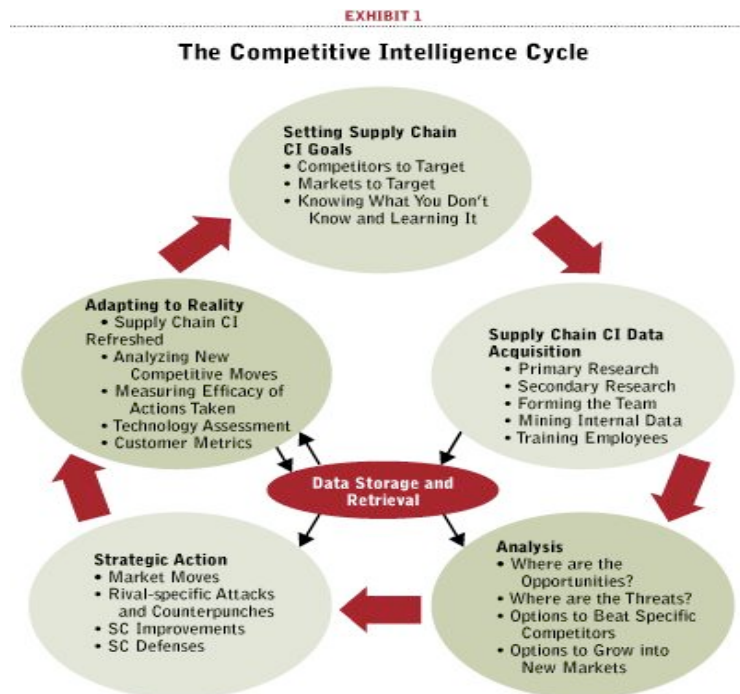 EXHIBIT 1
The Competitive Intelligence Cycle
Setting Supply Chain
CI Goals
• Competitors to Target
• Markets to Target
• Knowing What You Don't
Know and Learning It
Supply Chain CI Data
Acquisition
• Primary Research
• Secondary Research
• Forming the Team
• Mining Internal Data
• Training Employees
Analysis
• Where are the
Opportunities?
• Where are the Threats?
• Options to Beat Specific
Competitors
• Options to Grow into
New Markets
Strategic Action
• Market Moves
• Rival-specific Attacks
and Counterpunches
• SC Improvements
• SC Defenses
Adapting to Reality
• Supply Chain CI
Refreshed
• Analyzing New
Competitive Moves
• Measuring Efficacy of
Actions Taken
• Technology Assessment
• Customer Metrics
Data Storage and
Retrieval